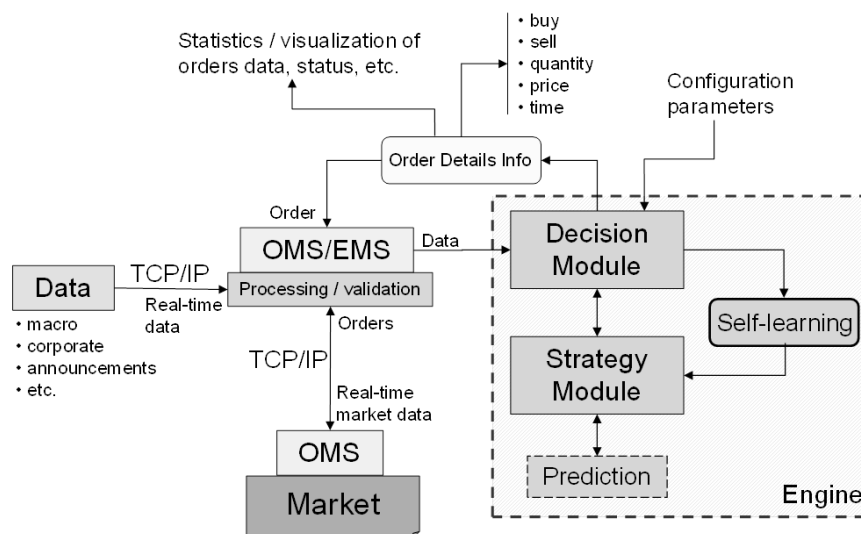 Statistics / visualization of
orders data, status, etc.
• buy
• sell
• quantity
• price
• time
Configuration
parameters
Order Details Info
Order
OMS/EMS
Processing / validation
Data
Decision
Module
TCP/IP
Data
Real-time
data
• macro
• corporate
• announcements
• etc.
Orders
TCP/IP
Self-learning
Strategy
Module
Real-time
market data
OMS
Market
Prediction
Engine